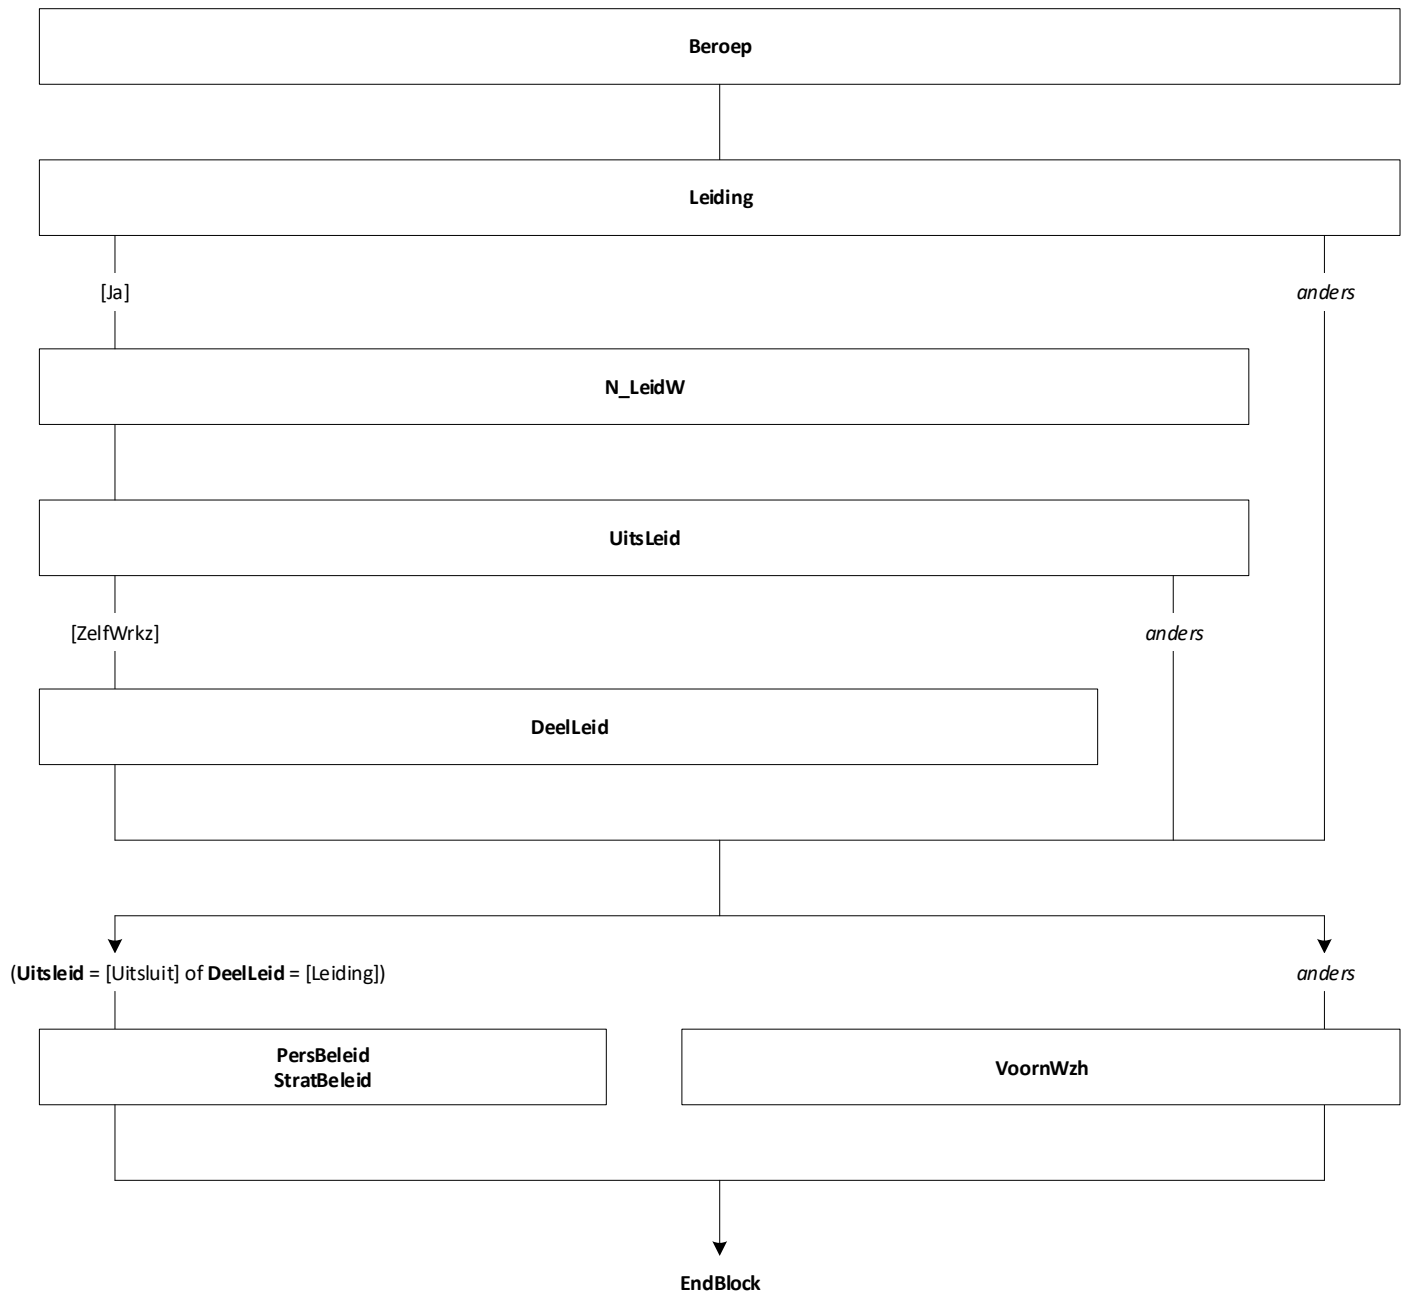 Beroep
Leiding
[Ja]
anders
N_LeidW
UitsLeid
[ZelfWrkz]
anders
DeelLeid
(Uitsleid = [Uitsluit] of DeelLeid = [Leiding])
anders
PersBeleid
StratBeleid
VoornWzh
EndBlock